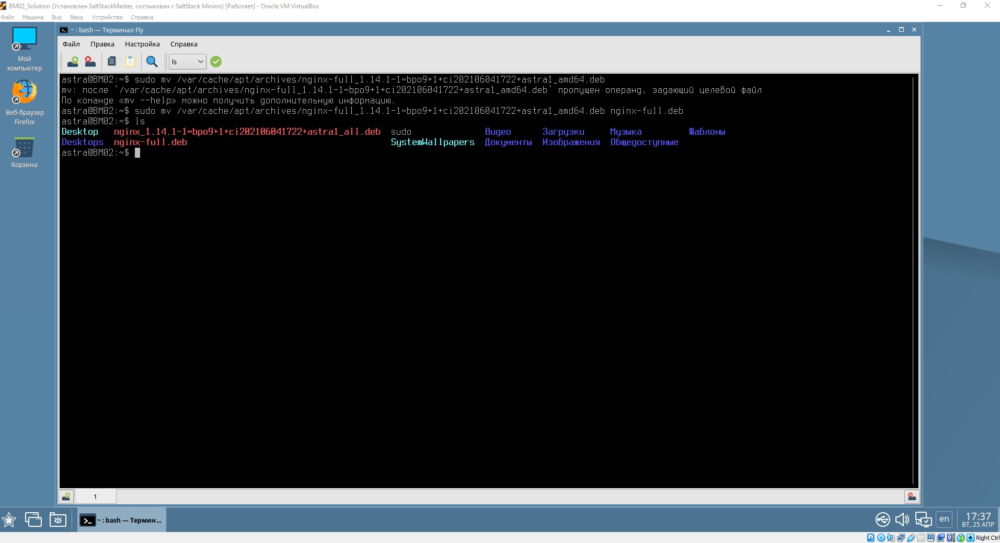 BM02_Solution (Установлен SaltStackMaster, состыкован с SaltStack Minion) [Работает] - Oracle VM VirtualBox
Файл Машина Вид Ввод Устройства Справка
Мой компьютер
Веб-браузер Firefox
Корзина
~ : bash — Терминал Fly
Файл Правка Настройка Справка
ls
astra@BM02:~$ sudo mv /var/cache/apt/archives/nginx-full_1.14.1-1~bpo9+1+ci202106041722+astra1_amd64.deb
mv: после '/var/cache/apt/archives/nginx-full_1.14.1-1~bpo9+1+ci202106041722+astra1_amd64.deb' пропущен операнд, задающий целевой файл
По команде «mv --help» можно получить дополнительную информацию.
astra@BM02:~$ sudo mv /var/cache/apt/archives/nginx-full_1.14.1-1~bpo9+1+ci202106041722+astra1_amd64.deb nginx-full.deb
astra@BM02:~$ ls
Desktop nginx_1.14.1-1~bpo9+1+ci202106041722+astra1_all.deb sudo Видео Загрузки Музыка Шаблоны
Desktops nginx-full.deb SystemWallpapers Документы Изображения Общедоступные
astra@BM02:~$
1
~ : bash — Термин...
en
17:37
ВТ, 25 АПР
Right Ctrl